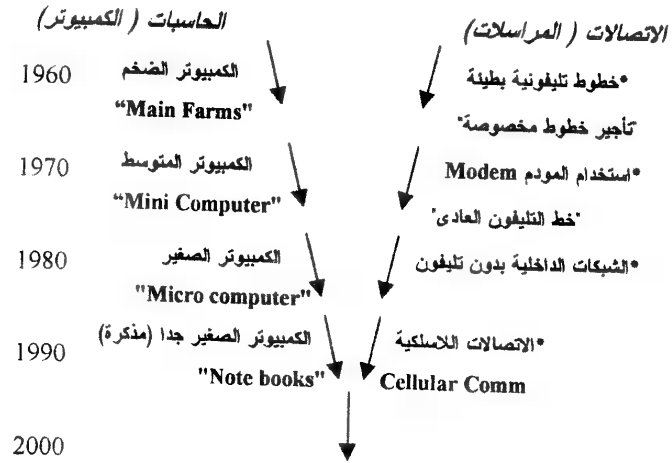 الاتصالات ( المراسلات) الحاسبات ( الكمبيوتر)
*خطوط تليفونية بطيئة الكمبيوتر الضخم 1960
"تأجير خطوط مخصوصة" "Main Farms"
*استخدام المودم Modem الكمبيوتر المتوسط 1970
"خط التليفون العادى" "Mini Computer"
*الشبكات الداخلية بدون تليفون الكمبيوتر الصغير 1980
"Micro computer"
*الاتصالات اللاسلكية الكمبيوتر الصغير جدا (مذكرة) 1990
Cellular Comm "Note books"
2000